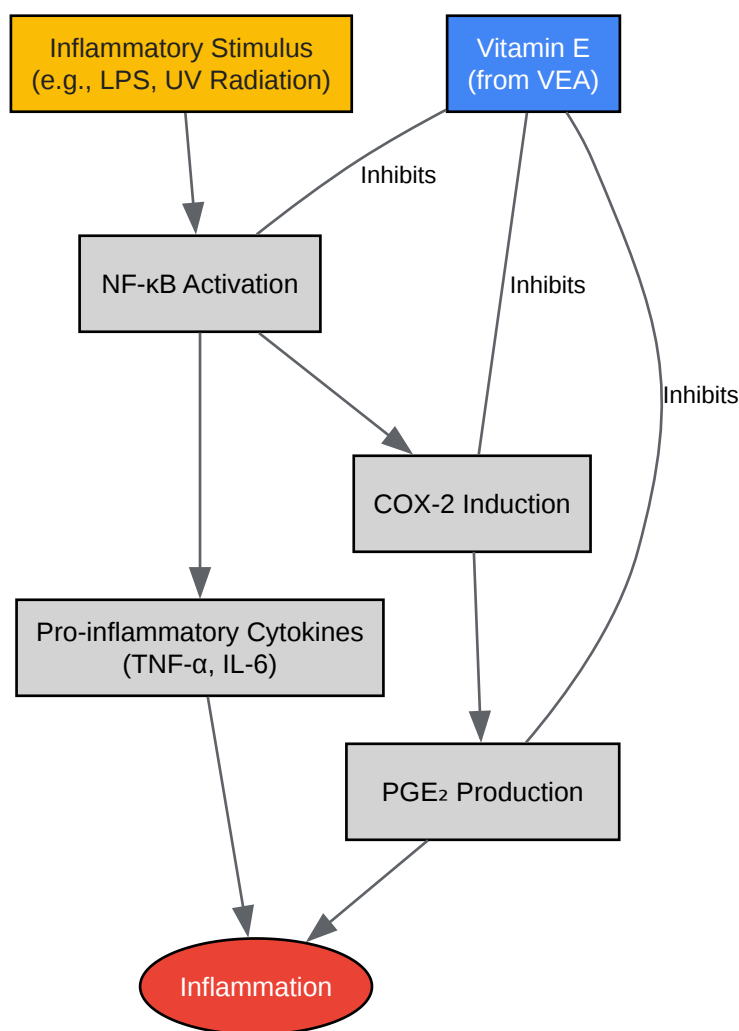 Inflammatory Stimulus
(e.g., LPS, UV Radiation)
Vitamin E
(from VEA)
Inhibits
NF-κB Activation
Inhibits
Inhibits
COX-2 Induction
Pro-inflammatory Cytokines
(TNF-α, IL-6)
PGE₂ Production
Inflammation